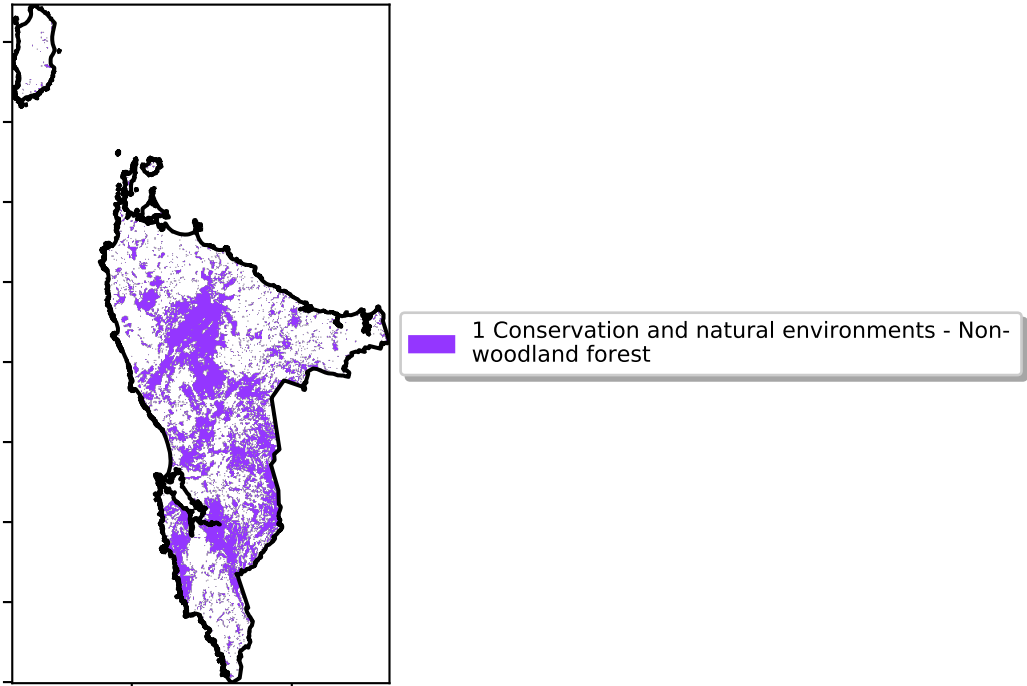 1 Conservation and natural environments - Non-
woodland forest